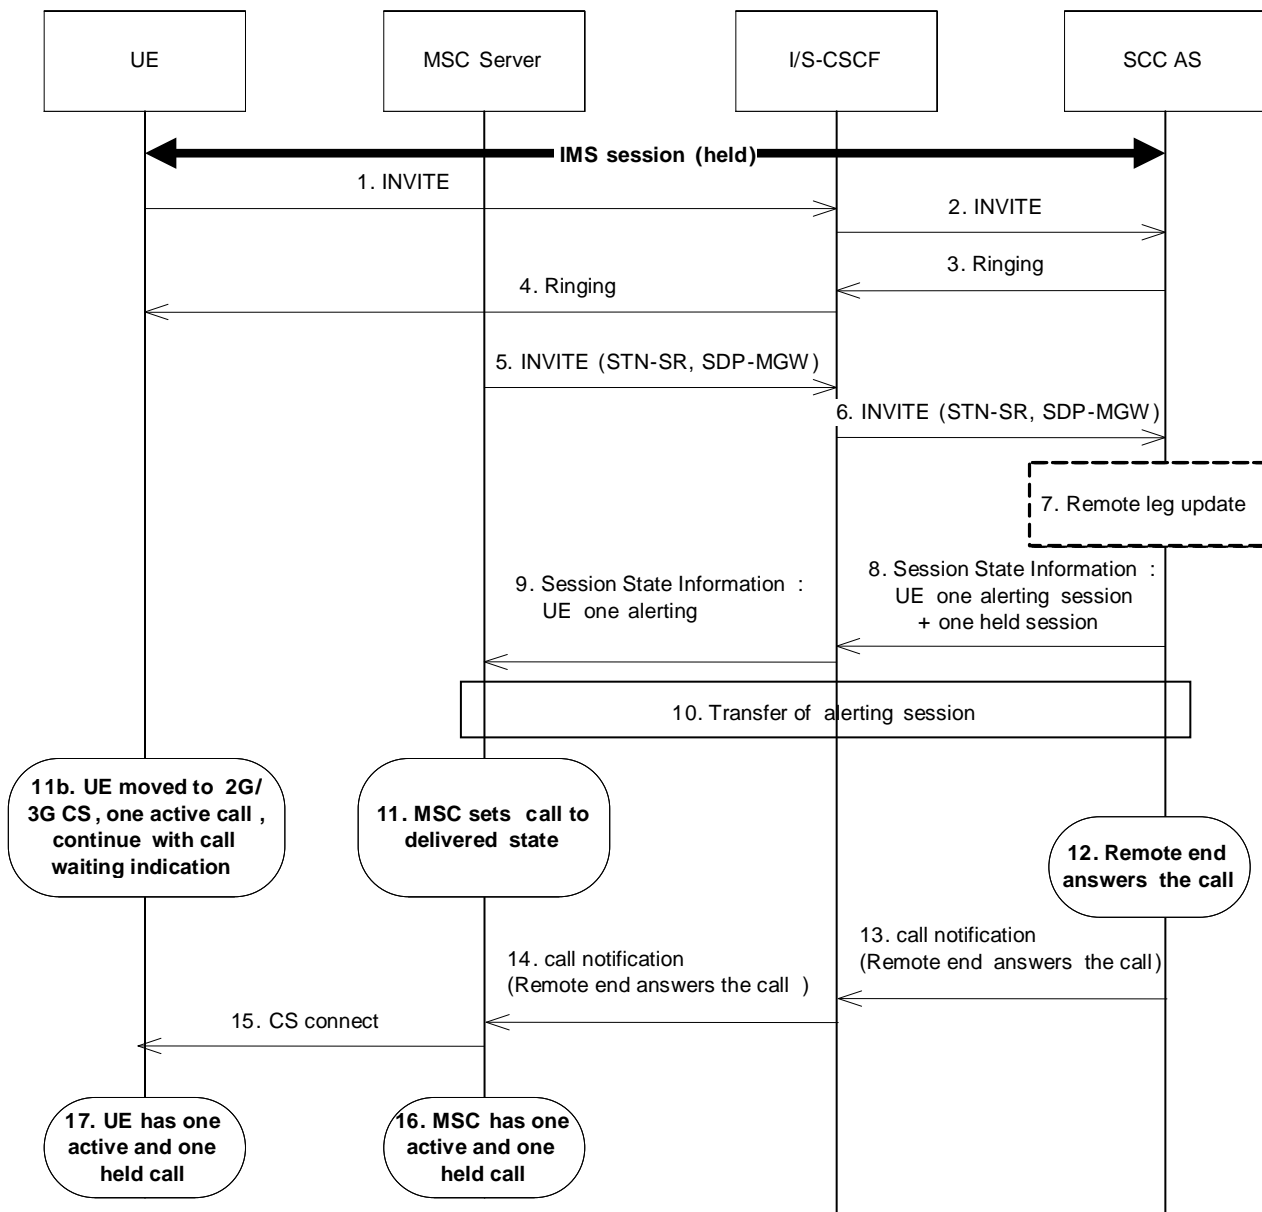 UE
MSC Server
I/S-CSCF
SCC AS
IMS session (held)
1. INVITE
2. INVITE
3. Ringing
4. Ringing
5. INVITE (STN-SR, SDP-MGW)
6. INVITE (STN-SR, SDP-MGW)
7. Remote leg update
8. Session State Information :
UE one alerting session
+ one held session
9. Session State Information :
UE one alerting
10. Transfer of alerting session
11b. UE moved to 2G/
3G CS, one active call ,
continue with call
waiting indication
11. MSC sets call to
delivered state
12. Remote end
answers the call
13. call notification
(Remote end answers the call)
14. call notification
(Remote end answers the call )
15. CS connect
17. UE has one
active and one
held call
16. MSC has one
active and one
held call